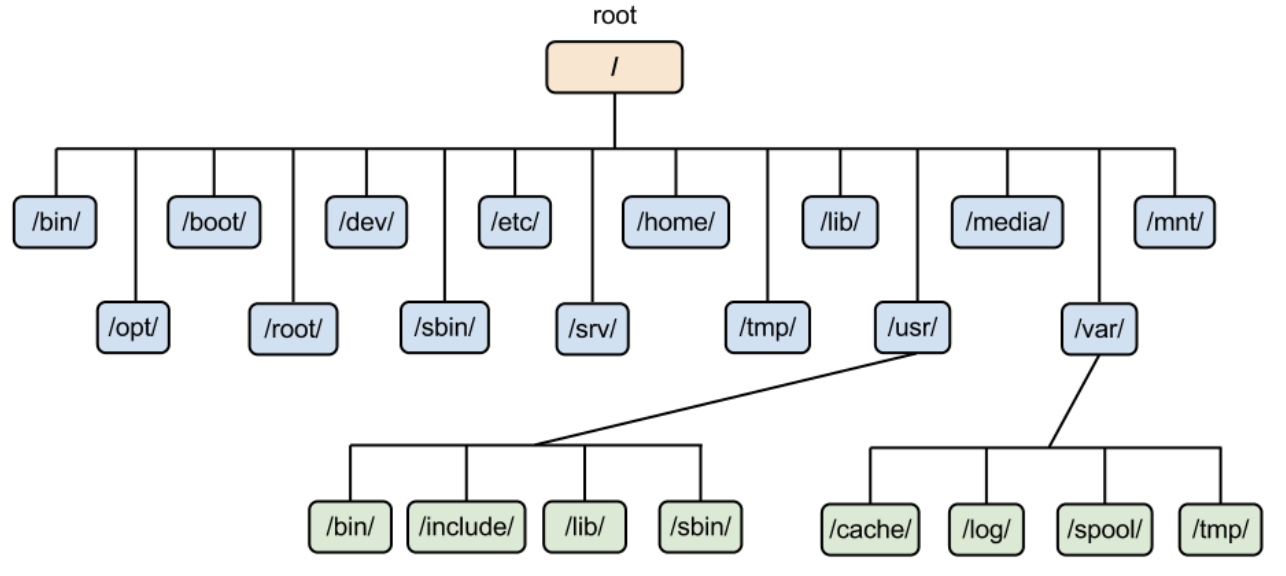 root
/
/bin/
/boot/
/dev/
/etc/
/home/
/lib/
/media/
/mnt/
/opt/
/root/
/sbin/
/srv/
/tmp/
/usr/
/var/
/bin/
/include/
/lib/
/sbin/
/cache/
/log/
/spool/
/tmp/